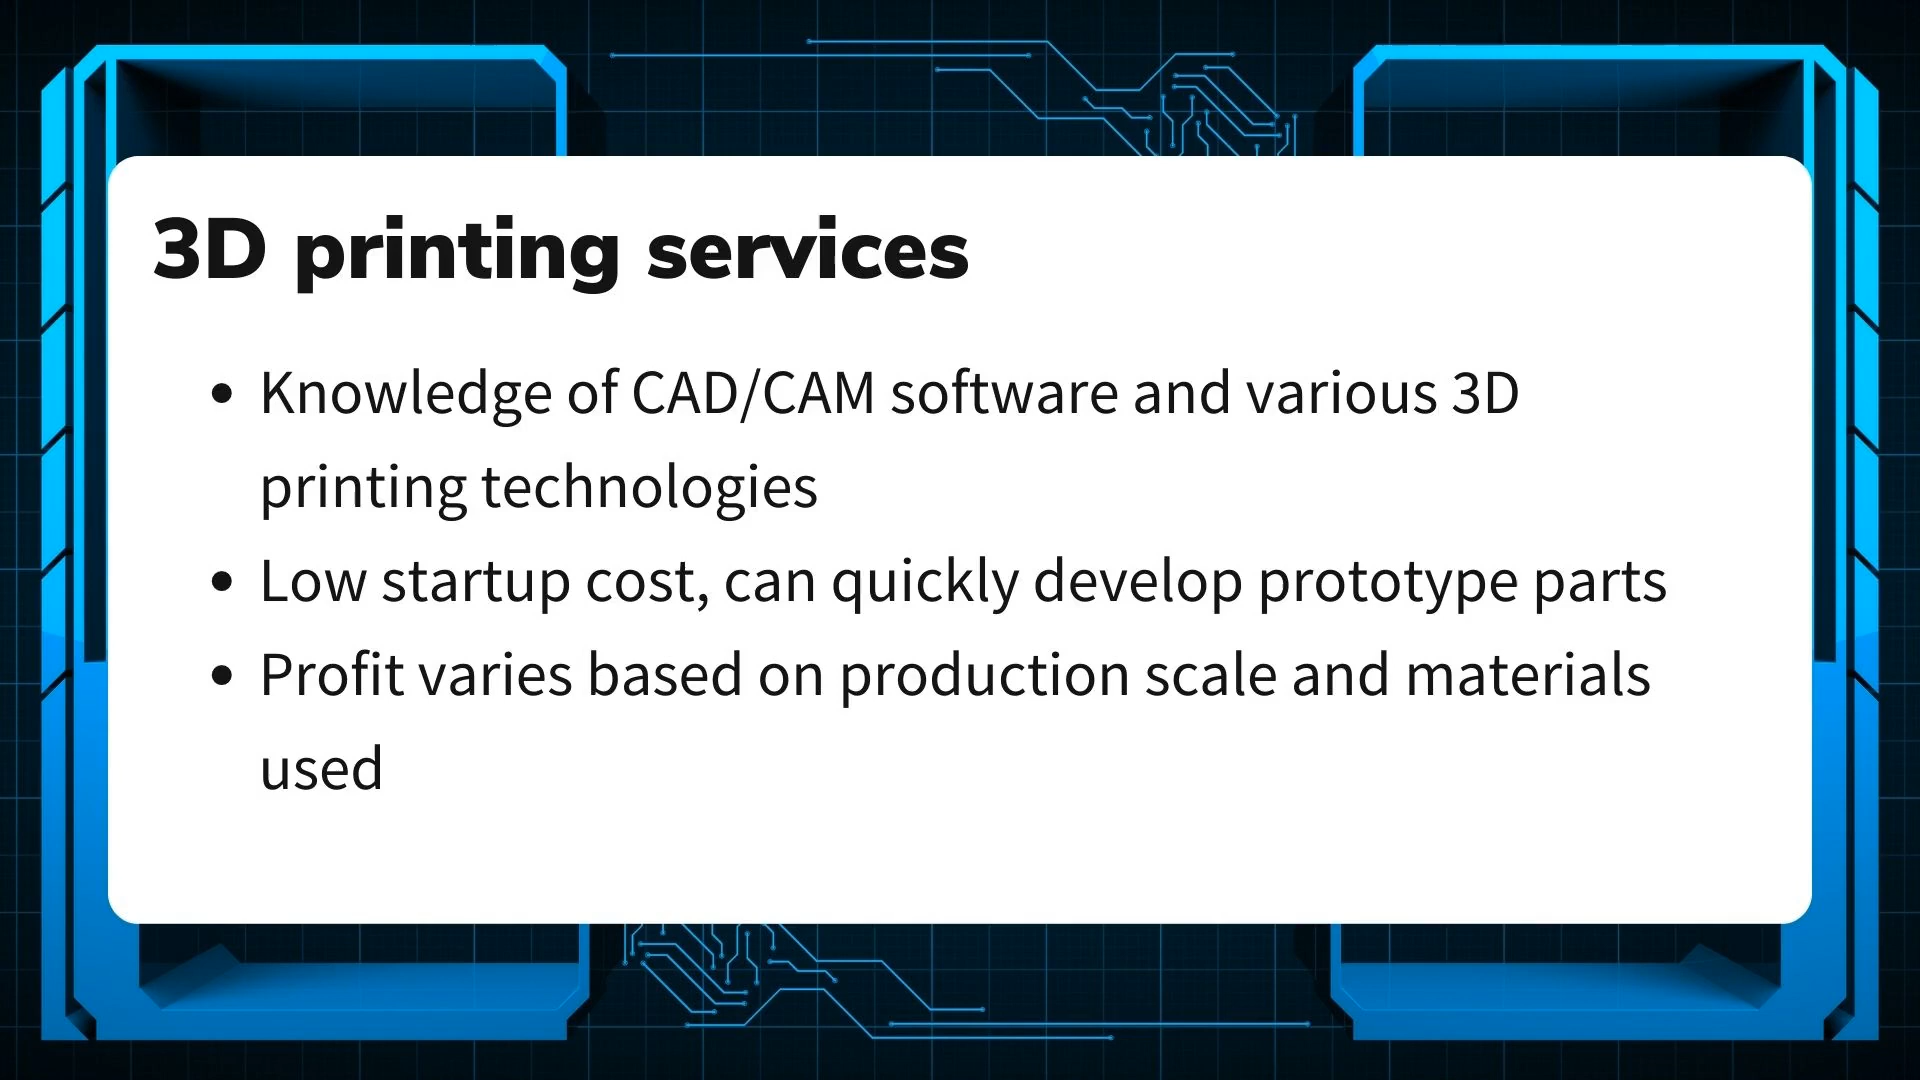 3D printing services
• Knowledge of CAD/CAM software and various 3D
printing technologies
• Low startup cost, can quickly develop prototype parts
• Profit varies based on production scale and materials
used